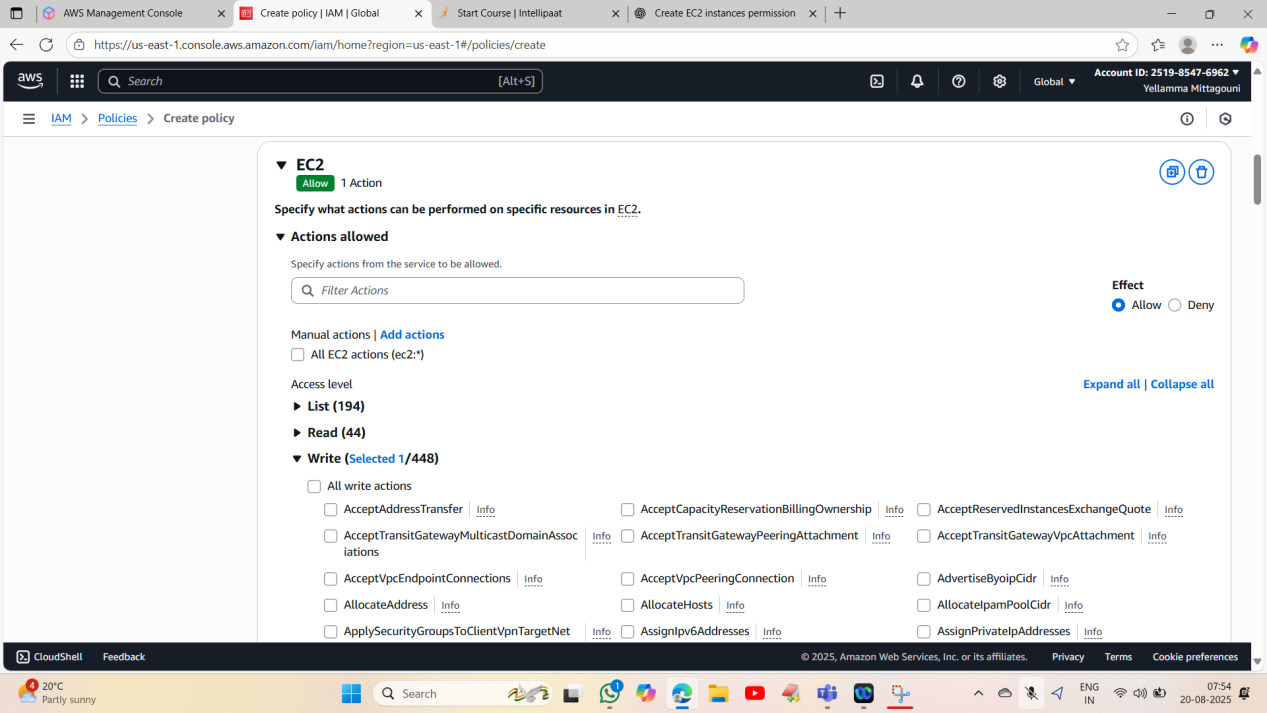 AWS Management Console
Create policy | IAM | Global
Start Course | Intellipaat
Create EC2 instances permission
https://us-east-1.console.aws.amazon.com/iam/home?region=us-east-1#/policies/create
aws
Search [Alt+S]
Global
Account ID: 2519-8547-6962
Yellamma Mittagouni
IAM > Policies > Create policy
EC2
Allow 1 Action
Specify what actions can be performed on specific resources in EC2.
Actions allowed
Specify actions from the service to be allowed.
Filter Actions
Effect
Allow Deny
Manual actions | Add actions
All EC2 actions (ec2:*)
Access level
Expand all | Collapse all
List (194)
Read (44)
Write (Selected 1/448)
All write actions
AcceptAddressTransfer Info AcceptCapacityReservationBillingOwnership Info AcceptReservedInstancesExchangeQuote Info
AcceptTransitGatewayMulticastDomainAssoc Info AcceptTransitGatewayPeeringAttachment Info AcceptTransitGatewayVpcAttachment Info
iations
AcceptVpcEndpointConnections Info AcceptVpcPeeringConnection Info AdvertiseByoipCidr Info
AllocateAddress Info AllocateHosts Info AllocateIpamPoolCidr Info
ApplySecurityGroupsToClientVpnTargetNet Info AssignIpv6Addresses Info AssignPrivateIpAddresses Info
CloudShell Feedback © 2025, Amazon Web Services, Inc. or its affiliates. Privacy Terms Cookie preferences
4
20°C
Partly sunny
Search
1
ENG
IN
07:54
20-08-2025